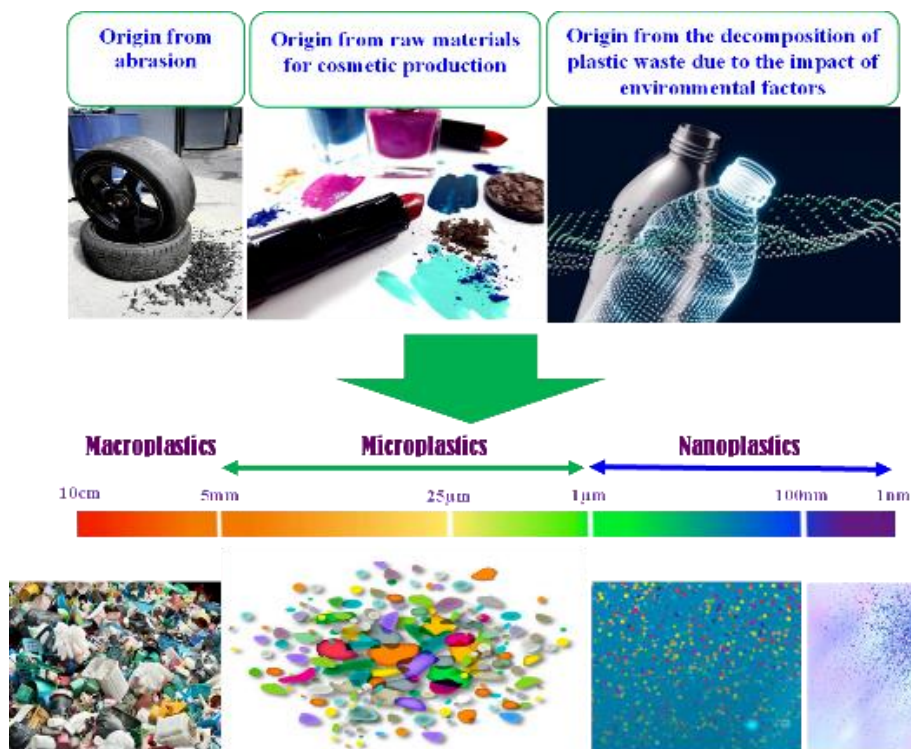 Origin from
abrasion
Origin from raw materials
for cosmetic production
Origin from the decomposition of
plastic waste due to the impact of
environmental factors
Macroplastics
Microplastics
Nanoplastics
10cm
5mm
25µm
1µm
100nm
1nm